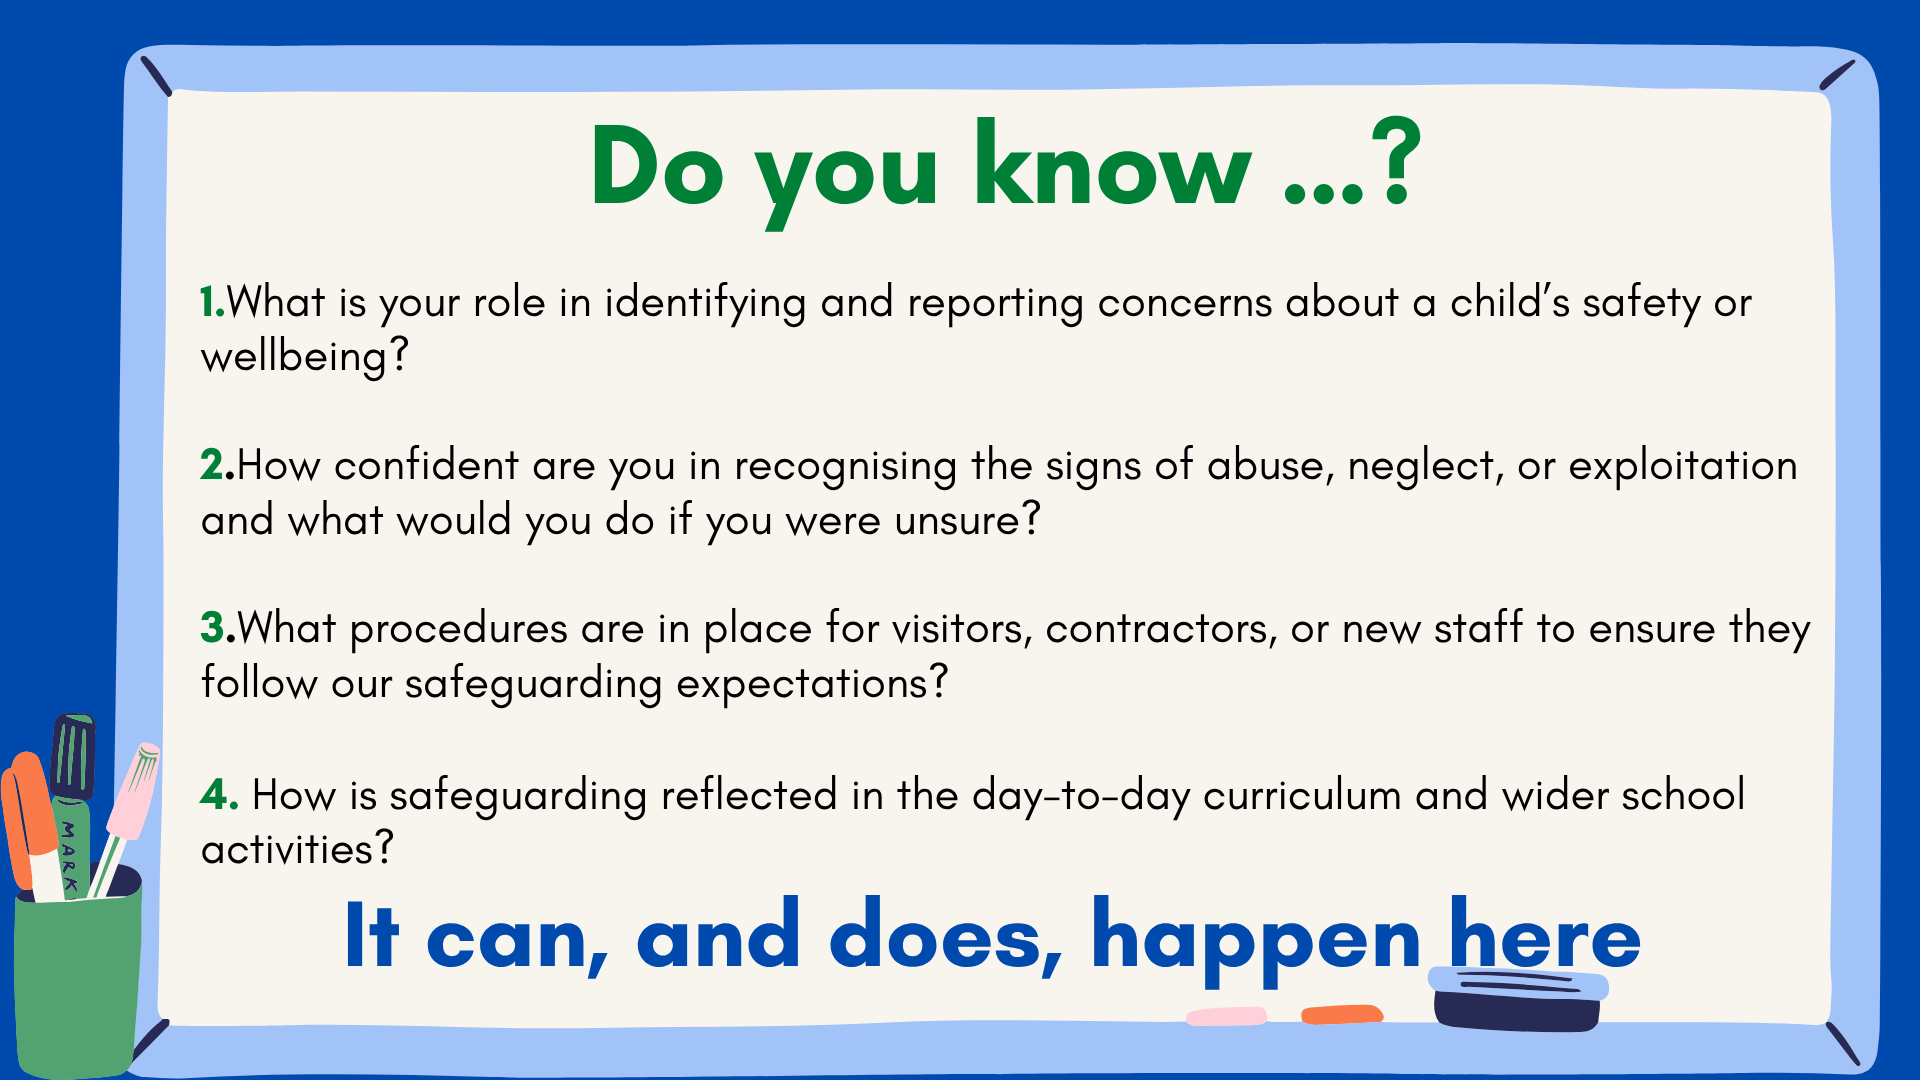 Do you know ...?
1.What is your role in identifying and reporting concerns about a child’s safety or
wellbeing?
2.How confident are you in recognising the signs of abuse, neglect, or exploitation
and what would you do if you were unsure?
3.What procedures are in place for visitors, contractors, or new staff to ensure they
follow our safeguarding expectations?
4. How is safeguarding reflected in the day-to-day curriculum and wider school
activities?
It can, and does, happen here
MARK